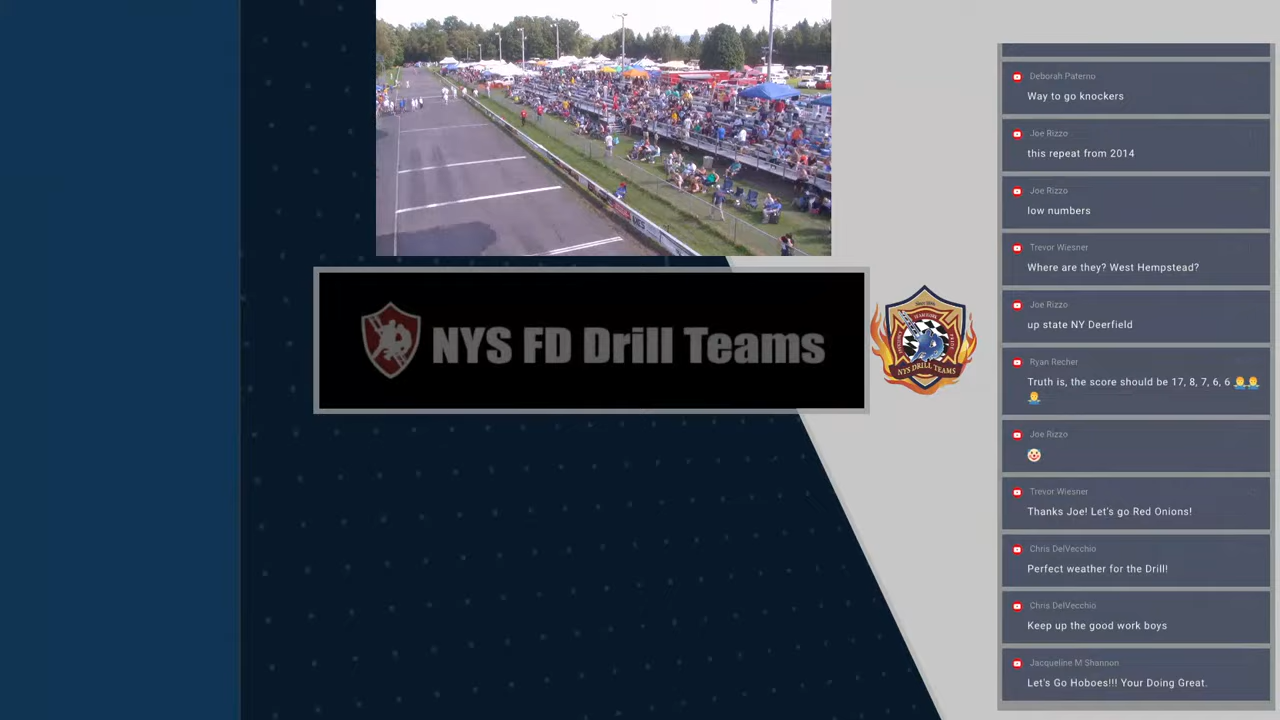 NYS FD Drill Teams
NYS DRILL TEAMS
Deborah Paterno
Way to go knockers
Joe Rizzo
this repeat from 2014
Joe Rizzo
low numbers
Trevor Wiesner
Where are they? West Hempstead?
Joe Rizzo
up state NY Deerfield
Ryan Recher
Truth is, the score should be 17, 8, 7, 6, 6
Joe Rizzo
Trevor Wiesner
Thanks Joe! Let's go Red Onions!
Chris DelVecchio
Perfect weather for the Drill!
Chris DelVecchio
Keep up the good work boys
Jacqueline M Shannon
Let's Go Hoboes!!! Your Doing Great.